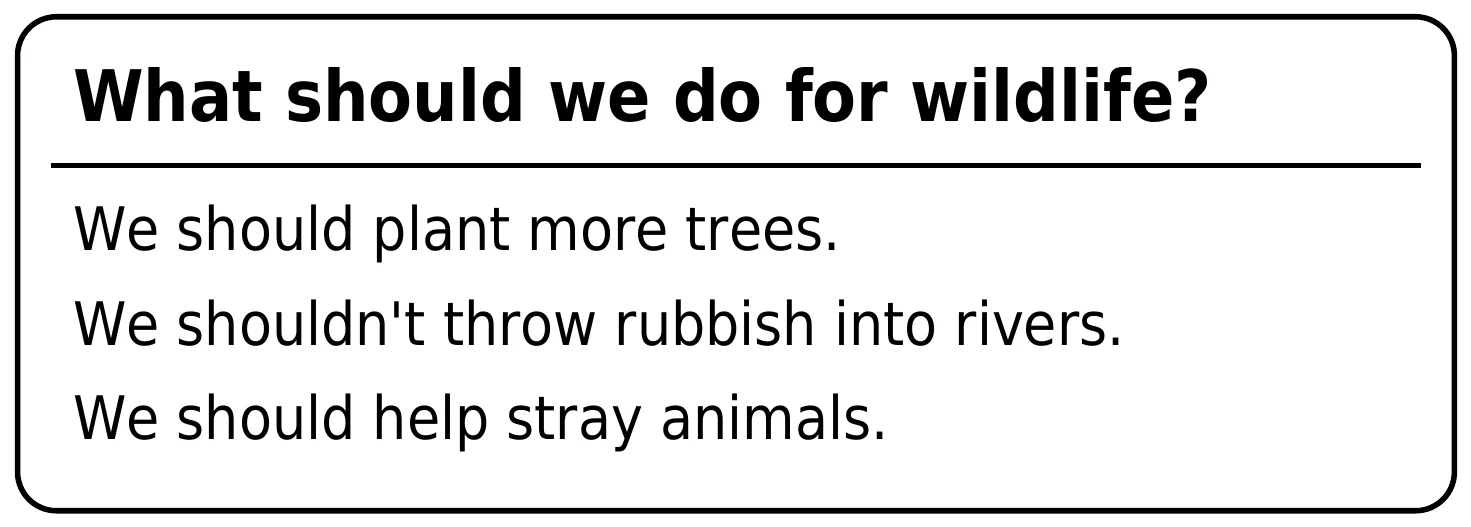 What should we do for wildlife?
We should plant more trees.
We shouldn't throw rubbish into rivers.
We should help stray animals.